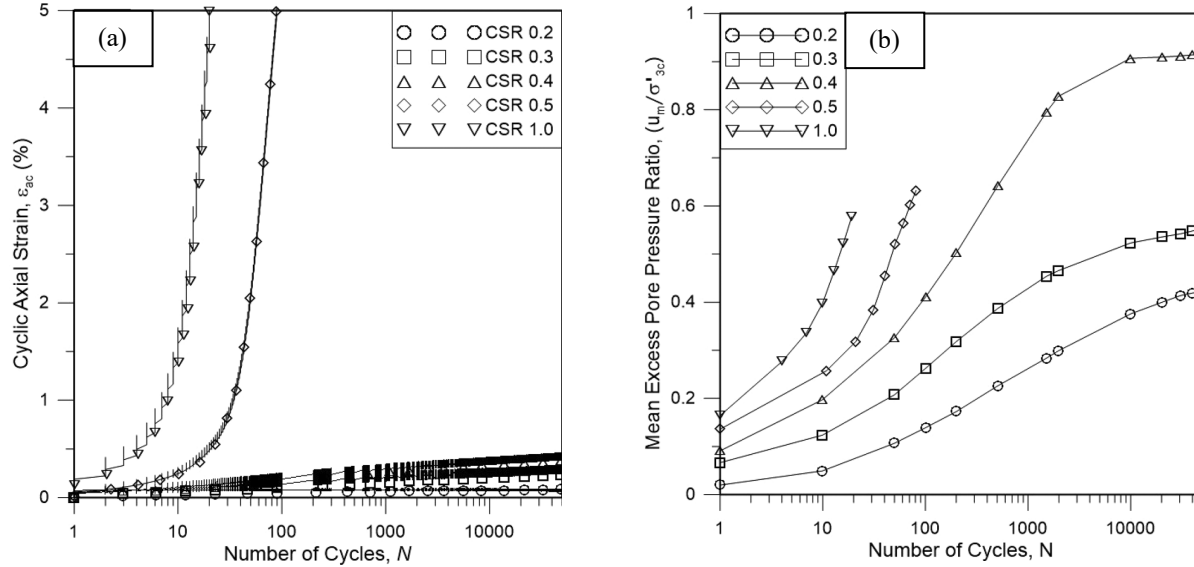 (a)
CSR 0.2
CSR 0.3
CSR 0.4
CSR 0.5
CSR 1.0
5
4
3
2
1
0
Cyclic Axial Strain, εac (%)
1
10
100
1000
10000
Number of Cycles, N
(b)
0.2
0.3
0.4
0.5
1.0
1
0.8
0.6
0.4
0.2
0
Mean Excess Pore Pressure Ratio, (um/σ'3c)
1
10
100
1000
10000
Number of Cycles, N